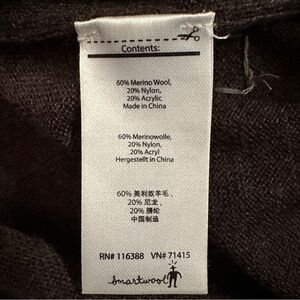 Contents:
60% Merino Wool,
20% Nylon,
20% Acrylic
Made in China
60% Merinowolle,
20% Nylon,
20% Acryl
Hergestellt in China
60% 美利奴羊毛、
20% 尼龙、
20% 腈纶
中国制造
RN# 116388 VN# 71415
Smartwool